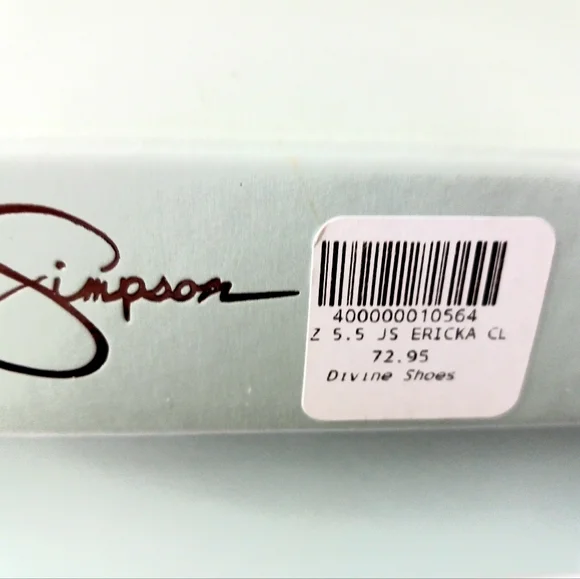 Simpson
400000010564
Z 5.5 JS ERICKA CL
72.95
Divine Shoes